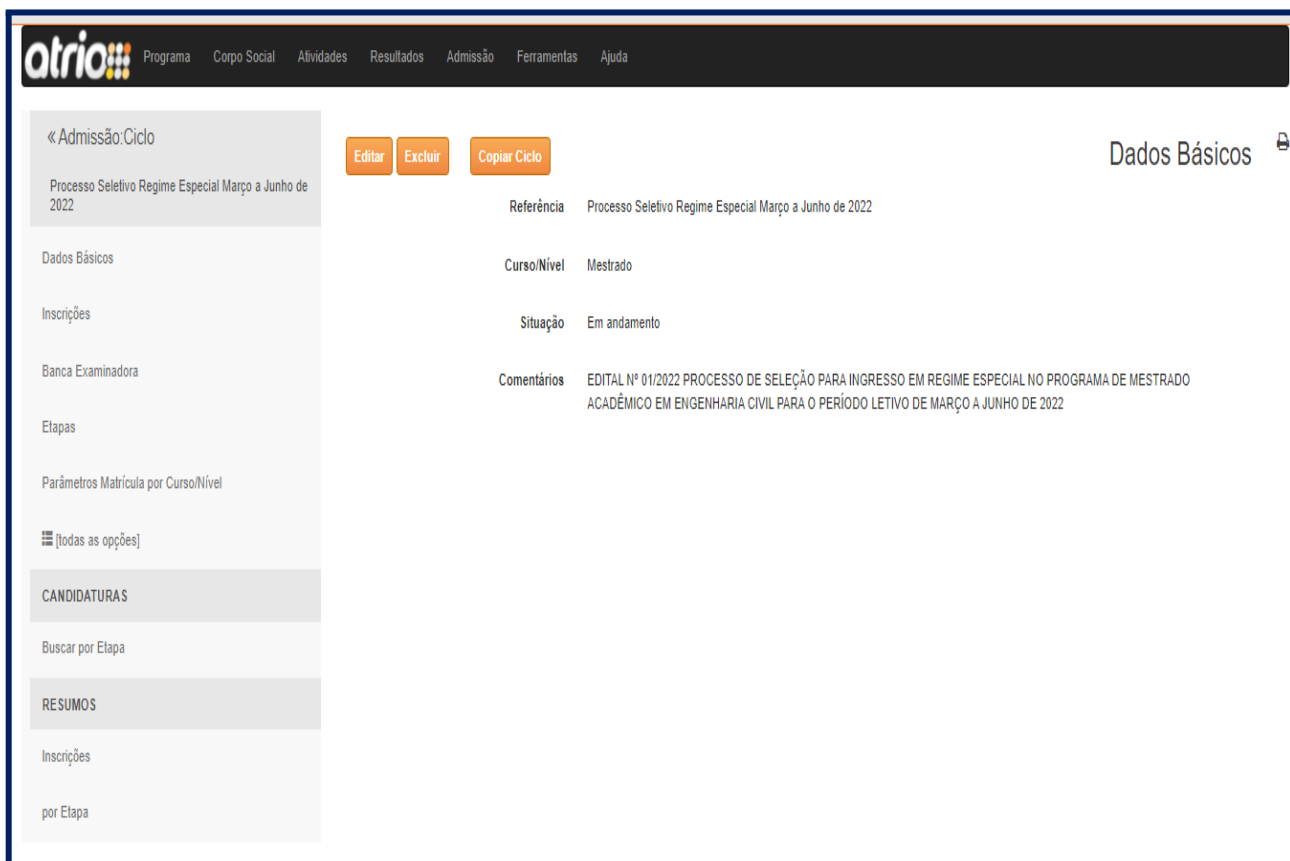 atrio Programa Corpo Social Atividades Resultados Admissão Ferramentas Ajuda
« Admissão:Ciclo
Processo Seletivo Regime Especial Março a Junho de
2022
Dados Básicos
Inscrições
Banca Examinadora
Etapas
Parâmetros Matrícula por Curso/Nível
[todas as opções]
CANDIDATURAS
Buscar por Etapa
RESUMOS
Inscrições
por Etapa
Editar Excluir Copiar Ciclo Dados Básicos
Referência Processo Seletivo Regime Especial Março a Junho de 2022
Curso/Nível Mestrado
Situação Em andamento
Comentários EDITAL Nº 01/2022 PROCESSO DE SELEÇÃO PARA INGRESSO EM REGIME ESPECIAL NO PROGRAMA DE MESTRADO
ACADÊMICO EM ENGENHARIA CIVIL PARA O PERÍODO LETIVO DE MARÇO A JUNHO DE 2022